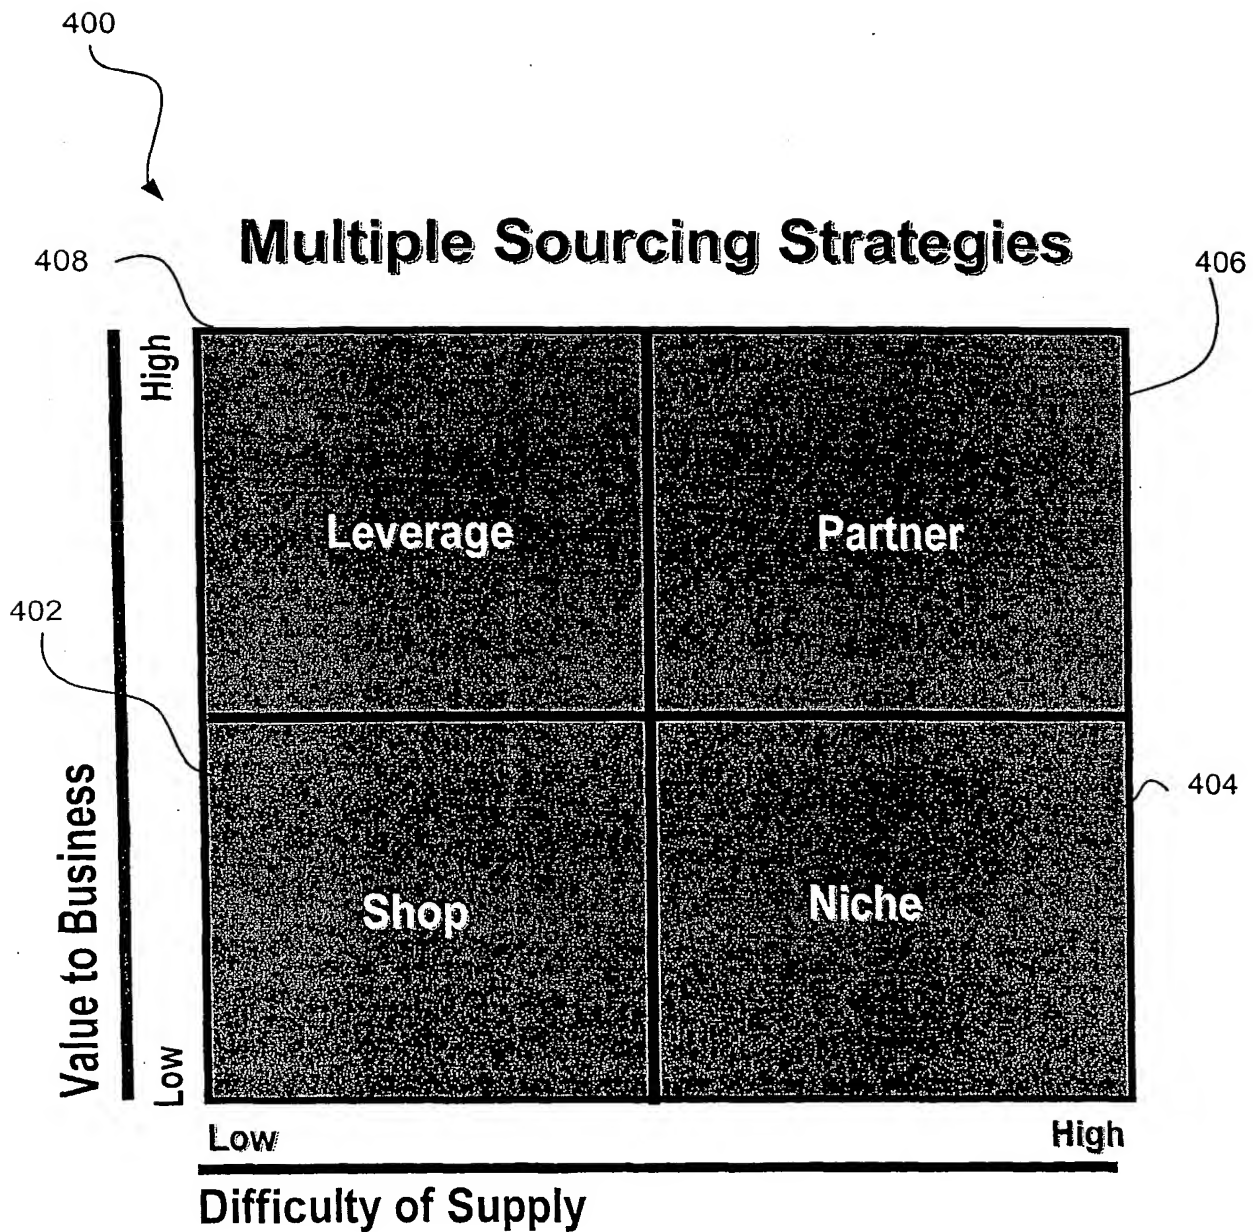 400
Multiple Sourcing Strategies
408
406
High
Leverage
Partner
402
404
Value to Business
Shop
Niche
Low
Low
High
Difficulty of Supply